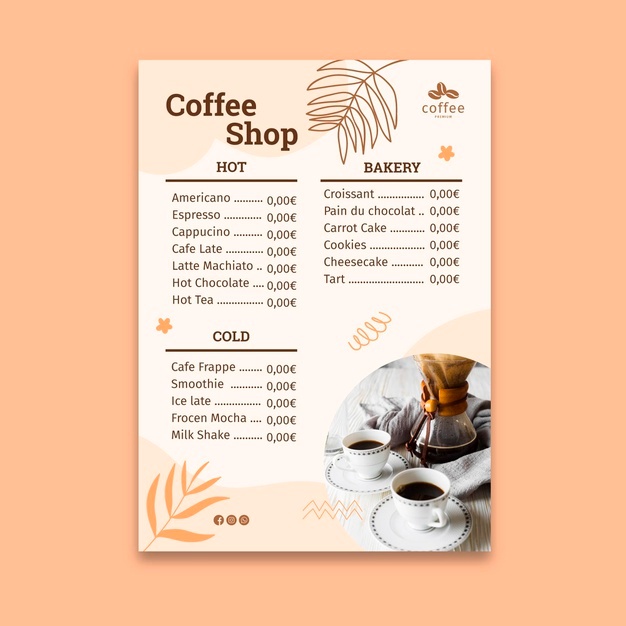 Coffee
Shop
coffee
PREMIUM
HOT
Americano .......... 0,00€
Espresso ............. 0,00€
Cappucino .......... 0,00€
Cafe Late ............ 0,00€
Latte Machiato .. 0,00€
Hot Chocolate .... 0,00€
Hot Tea ............... 0,00€
COLD
Cafe Frappe ........ 0,00€
Smoothie .......... 0,00€
Ice late ................ 0,00€
Frocen Mocha .... 0,00€
Milk Shake .......... 0,00€
BAKERY
Croissant ................ 0,00€
Pain du chocolat .. 0,00€
Carrot Cake ............ 0,00€
Cookies ................... 0,00€
Cheesecake ........... 0,00€
Tart .......................... 0,00€